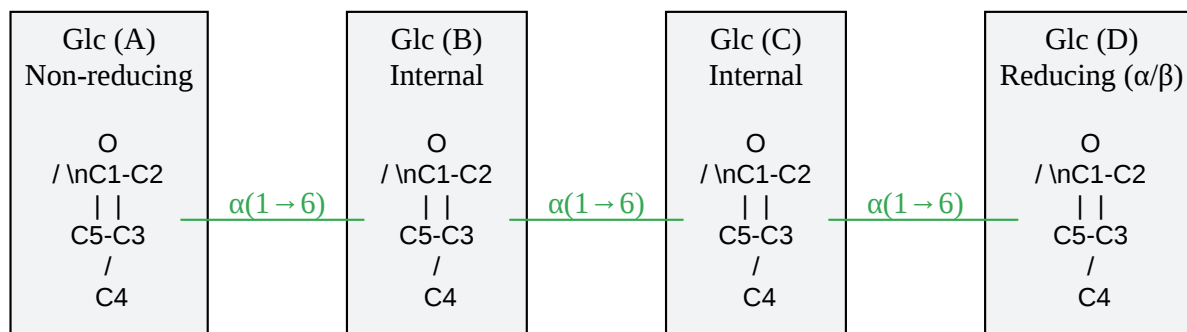 Glc (A)
Non-reducing
O
/ \nC1-C2
| |
C5-C3
/
C4
α(1→6)
Glc (B)
Internal
O
/ \nC1-C2
| |
C5-C3
/
C4
α(1→6)
Glc (C)
Internal
O
/ \nC1-C2
| |
C5-C3
/
C4
α(1→6)
Glc (D)
Reducing (α/β)
O
/ \nC1-C2
| |
C5-C3
/
C4